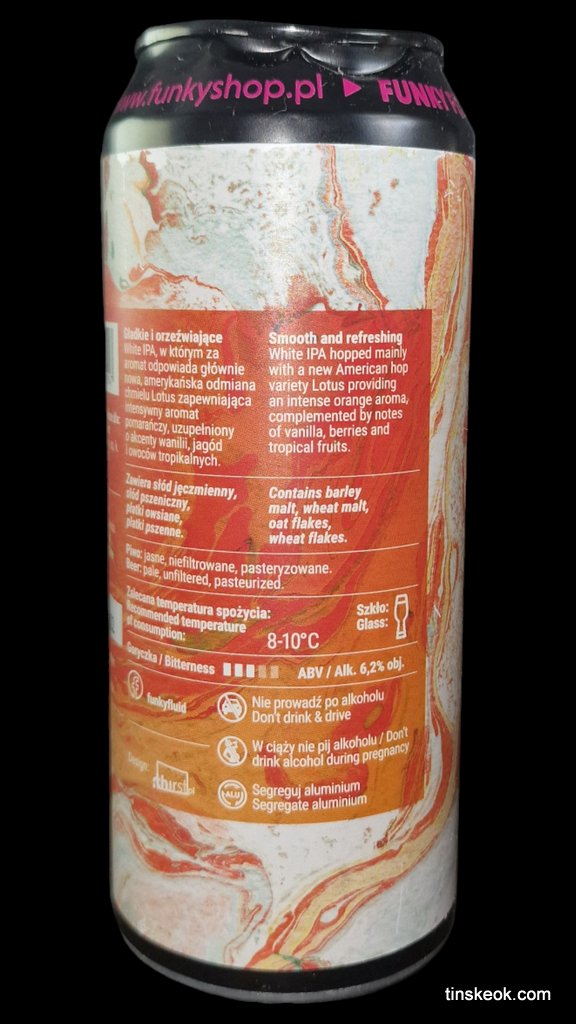 www.funkyshop.pl ▶ FUNKY
Gładkie i orzeźwiające
White IPA, w którym za
aromat odpowiada głównie
nowa, amerykańska odmiana
chmielu Lotus zapewniająca
intensywny aromat
pomarańczy, uzupełniony
o akcenty wanilii, jagód
i owoców tropikalnych.
Smooth and refreshing
White IPA hopped mainly
with a new American hop
variety Lotus providing
an intense orange aroma,
complemented by notes
of vanilla, berries and
tropical fruits.
Zawiera słód jęczmienny,
słód pszeniczny,
płatki owsiane,
płatki pszenne.
Contains barley
malt, wheat malt,
oat flakes,
wheat flakes.
Piwo: jasne, niefiltrowane, pasteryzowane.
Beer: pale, unfiltered, pasteurized.
Zalecana temperatura spożycia:
Recommended temperature
of consumption:
8-10°C
Szkło:
Glass:
Goryczka / Bitterness
ABV / Alk. 6,2% obj.
funkyfluid
Nie prowadź po alkoholu
Don't drink & drive
W ciąży nie pij alkoholu / Don't
drink alcohol during pregnancy
Design:
thurst.pl
ALU
Segreguj aluminium
Segregate aluminium
tinskeok.com